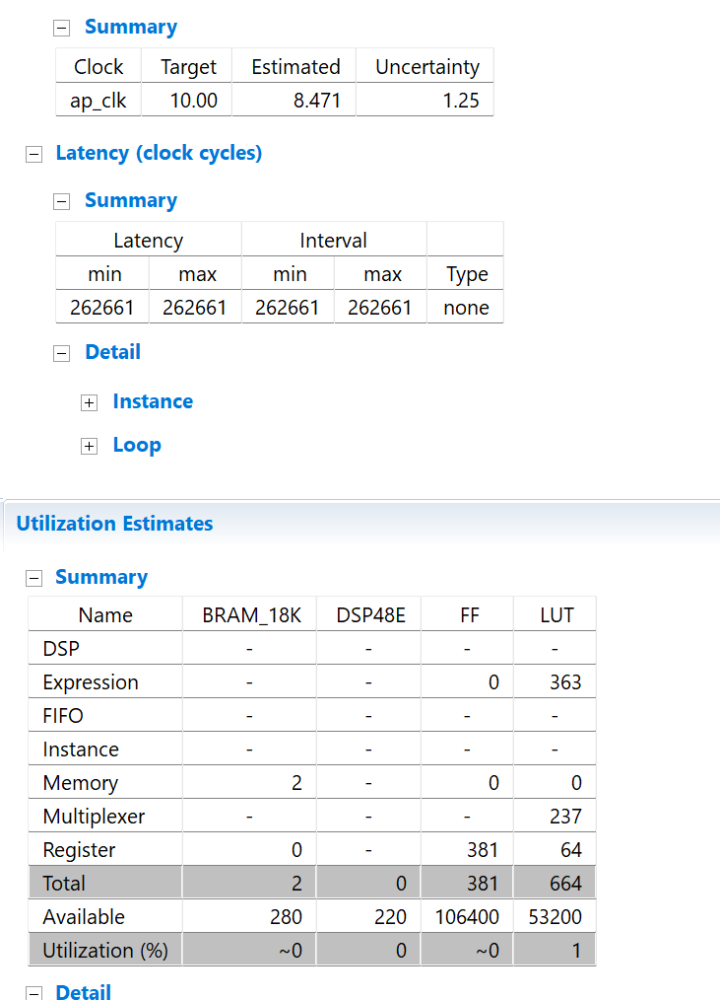 Summary
Clock Target Estimated Uncertainty
ap_clk 10.00 8.471 1.25
Latency (clock cycles)
Summary
Latency Interval
min max min max Type
262661 262661 262661 262661 none
Detail
Instance
Loop
Utilization Estimates
Summary
Name BRAM_18K DSP48E FF LUT
DSP - - - -
Expression - - 0 363
FIFO - - - -
Instance - - - -
Memory 2 - 0 0
Multiplexer - - - 237
Register 0 - 381 64
Total 2 0 381 664
Available 280 220 106400 53200
Utilization (%) ~0 0 ~0 1
Detail